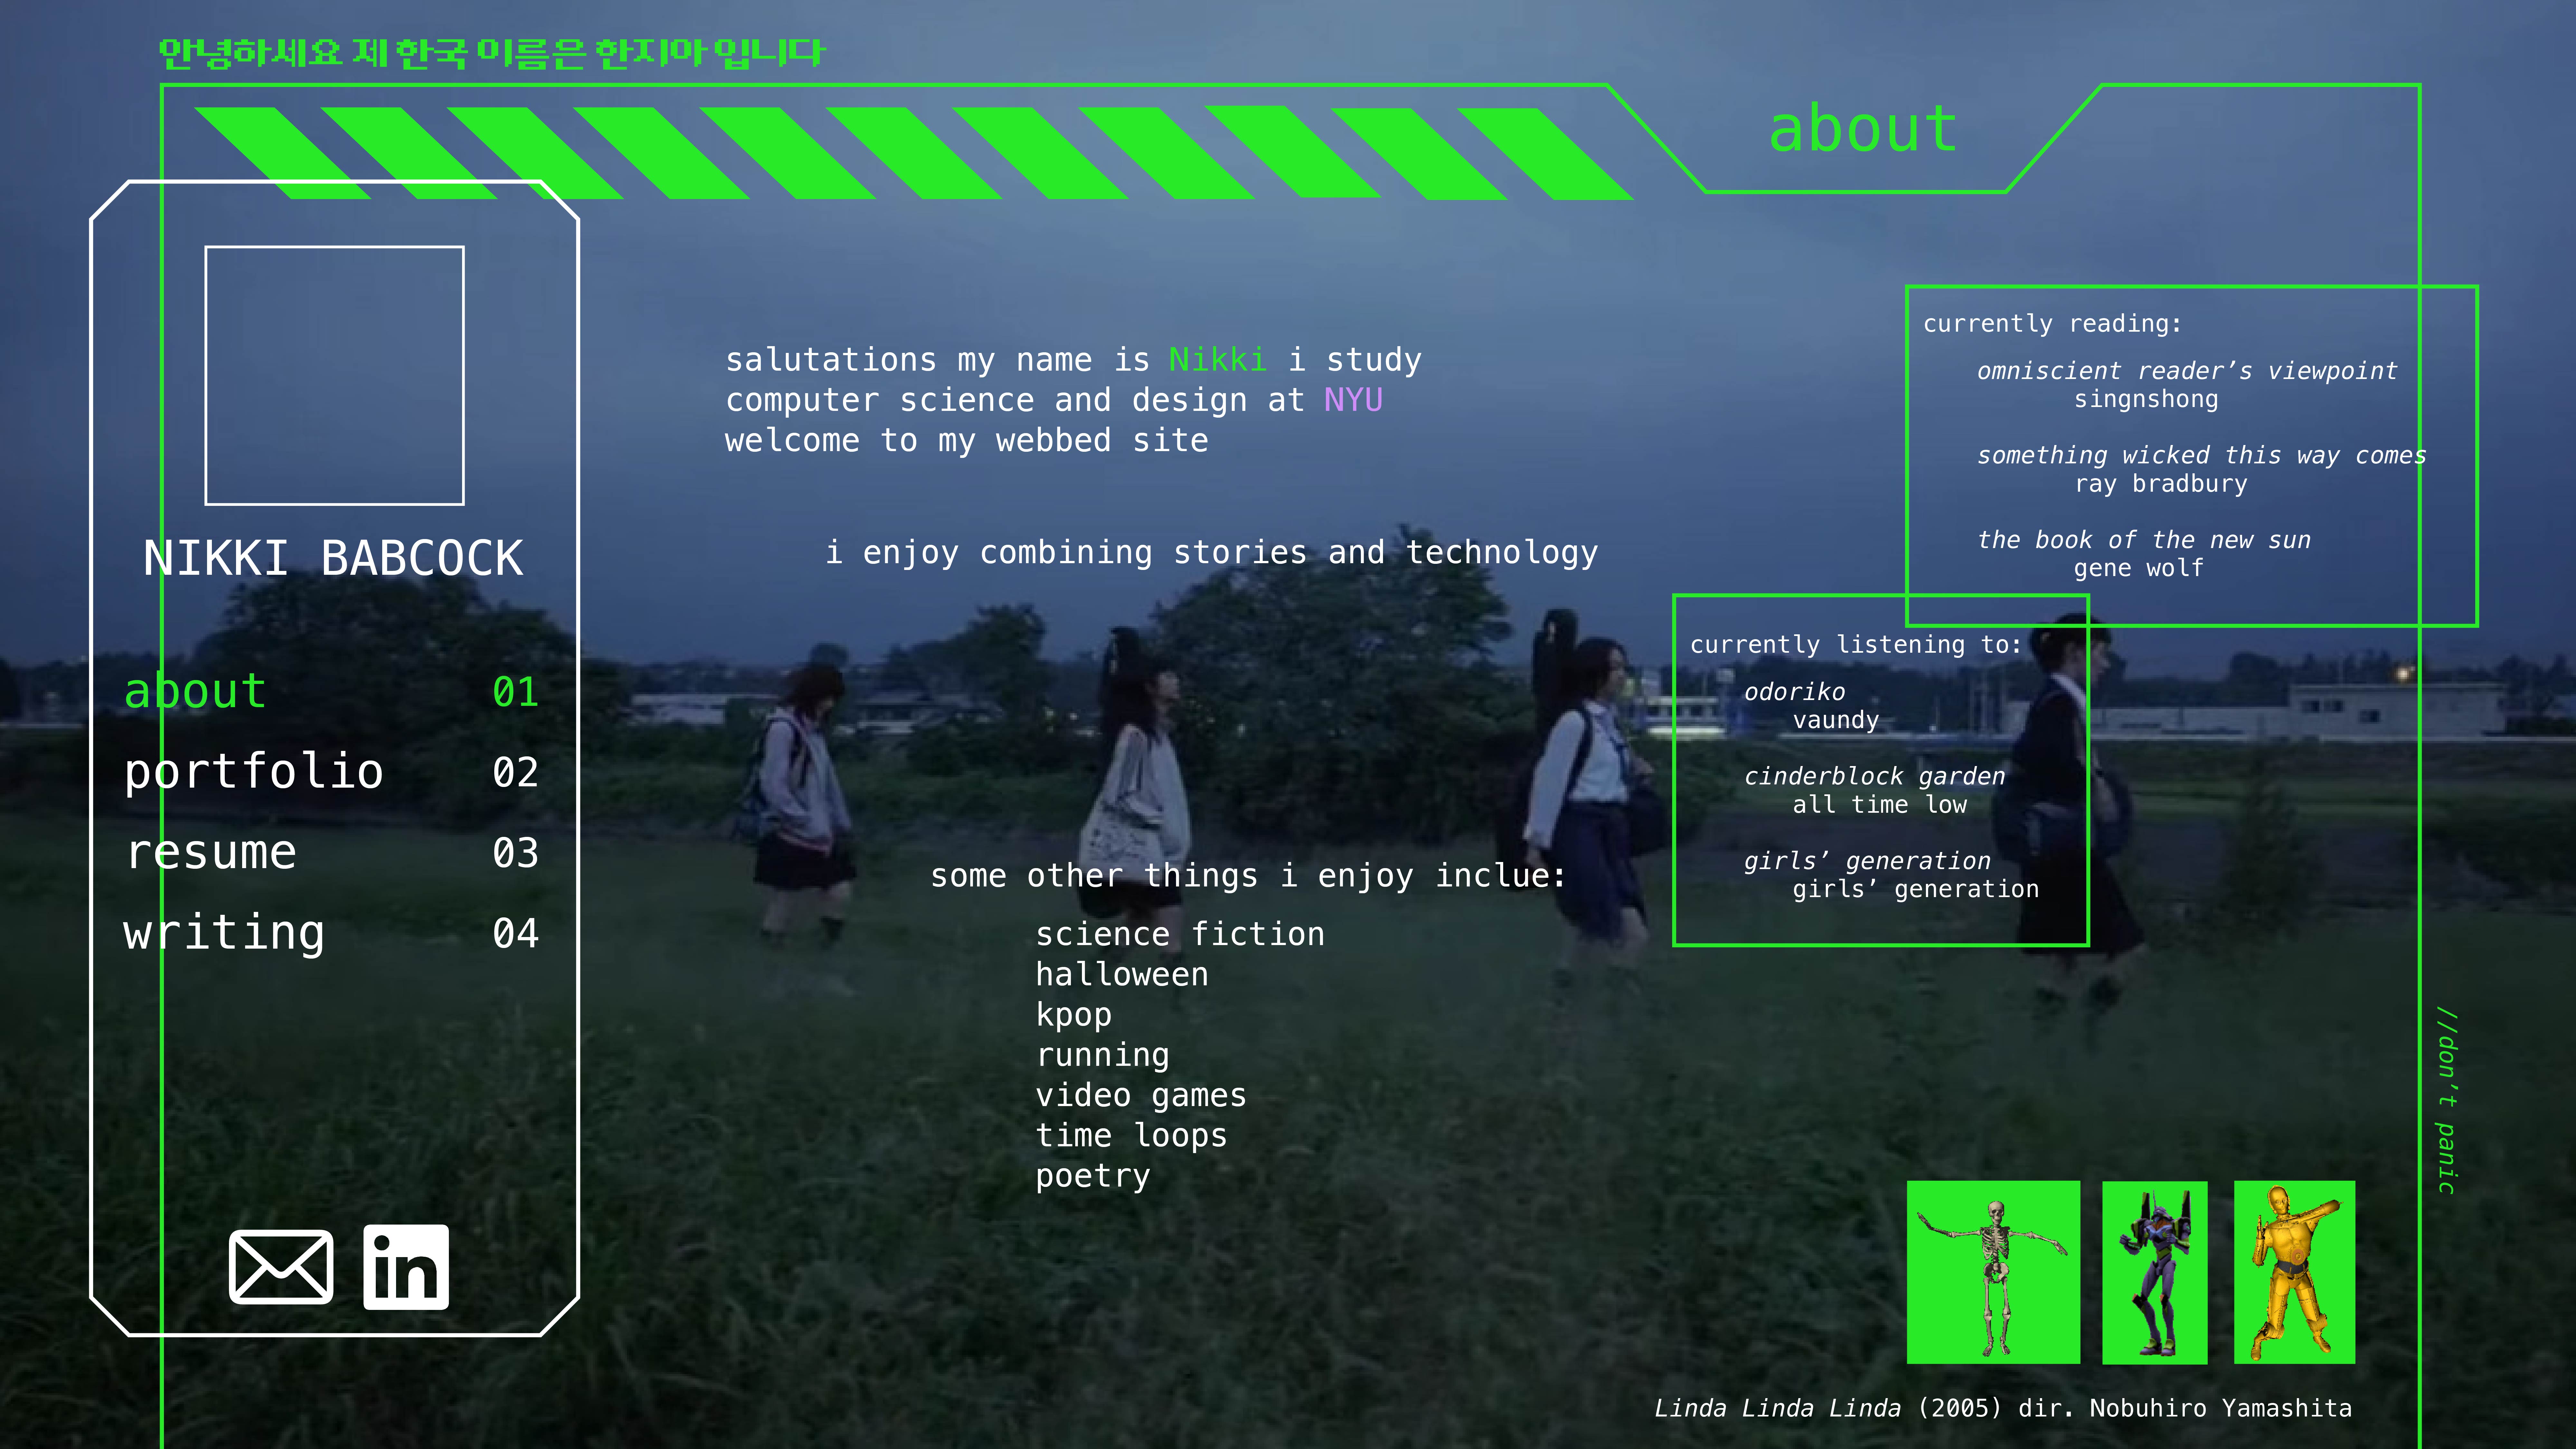 안녕하세요 제 한국 이름은 한지아 입니다
about
NIKKI BABCOCK
about 01
portfolio 02
resume 03
writing 04
in
salutations my name is Nikki i study
computer science and design at NYU
welcome to my webbed site
i enjoy combining stories and technology
some other things i enjoy inclue:
science fiction
halloween
kpop
running
video games
time loops
poetry
currently reading:
omniscient reader’s viewpoint
singnshong
something wicked this way comes
ray bradbury
the book of the new sun
gene wolf
currently listening to:
odoriko
vaundy
cinderblock garden
all time low
girls’ generation
girls’ generation
//don’t panic
Linda Linda Linda (2005) dir. Nobuhiro Yamashita